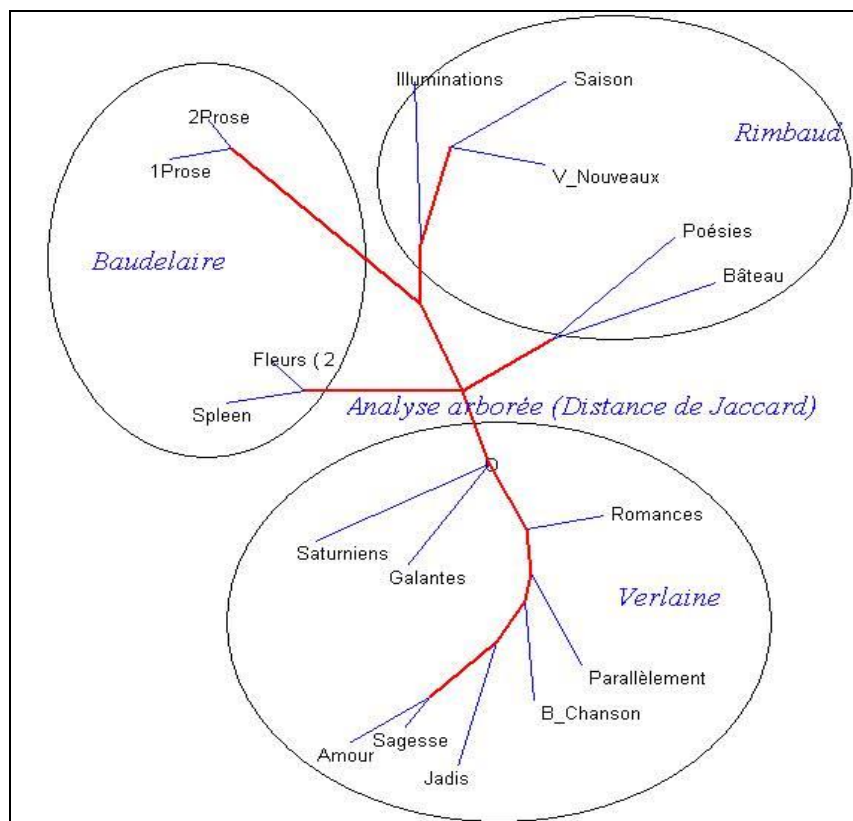 Illuminations
Saison
2Prose
Rimbaud
1Prose
V_Nouveaux
Poésies
Baudelaire
Bâteau
Fleurs (2
Spleen
Analyse arborée (Distance de Jaccard)
Romances
Saturniens
Galantes
Verlaine
Parallèlement
B_Chanson
Sagesse
Amour
Jadis